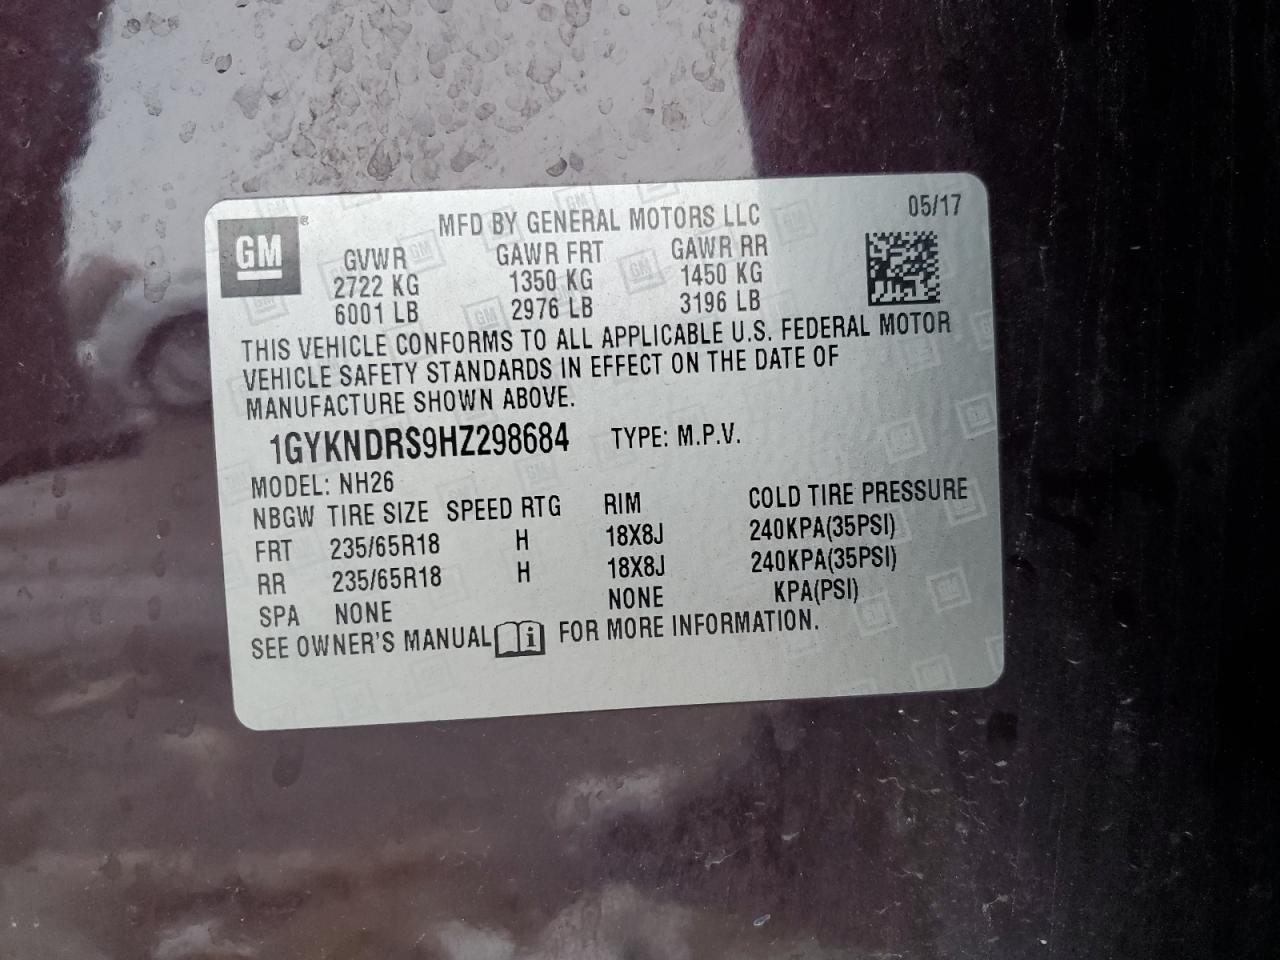 GM
MFD BY GENERAL MOTORS LLC 05/17
GVWR GAWR FRT GAWR RR
2722 KG 1350 KG 1450 KG
6001 LB 2976 LB 3196 LB
THIS VEHICLE CONFORMS TO ALL APPLICABLE U.S. FEDERAL MOTOR
VEHICLE SAFETY STANDARDS IN EFFECT ON THE DATE OF
MANUFACTURE SHOWN ABOVE.
1GYKNDRS9HZ298684 TYPE: M.P.V.
MODEL: NH26
NBGW TIRE SIZE SPEED RTG RIM COLD TIRE PRESSURE
FRT 235/65R18 H 18X8J 240KPA(35PSI)
RR 235/65R18 H 18X8J 240KPA(35PSI)
SPA NONE NONE KPA(PSI)
SEE OWNER'S MANUAL i FOR MORE INFORMATION.